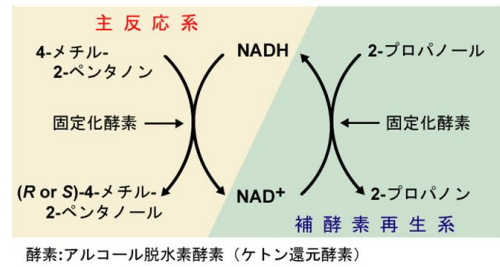 主反応系
4-メチル-
2-ペンタノン
NADH
2-プロパノール
固定化酵素
固定化酵素
(R or S)-4-メチル-
2-ペンタノール
NAD+
2-プロパノン
補酵素再生系
酵素:アルコール脱水素酵素（ケトン還元酵素）